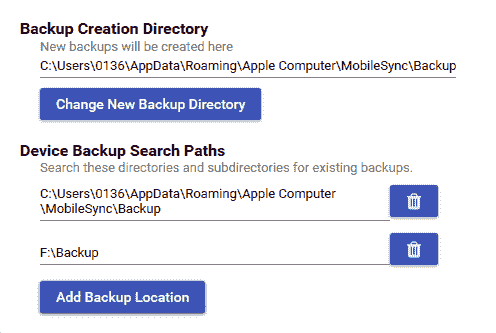 Backup Creation Directory
New backups will be created here
C:\Users\0136\AppData\Roaming\Apple Computer\MobileSync\Backup
Change New Backup Directory
Device Backup Search Paths
Search these directories and subdirectories for existing backups.
C:\Users\0136\AppData\Roaming\Apple Computer
\MobileSync\Backup
F:\Backup
Add Backup Location